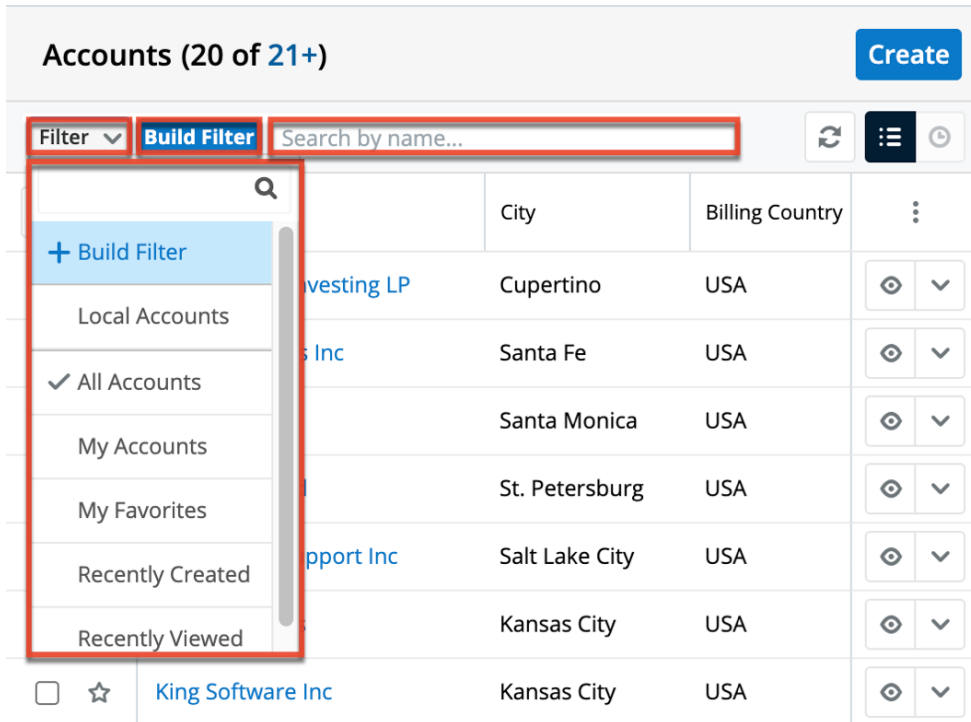 Accounts (20 of 21+)
Create
Filter
Build Filter
Search by name...
City
Billing Country
Build Filter
Local Accounts
All Accounts
My Accounts
My Favorites
Recently Created
Recently Viewed
LP
Cupertino
USA
Inc
Santa Fe
USA
Santa Monica
USA
St. Petersburg
USA
Inc
Salt Lake City
USA
Kansas City
USA
King Software Inc
Kansas City
USA